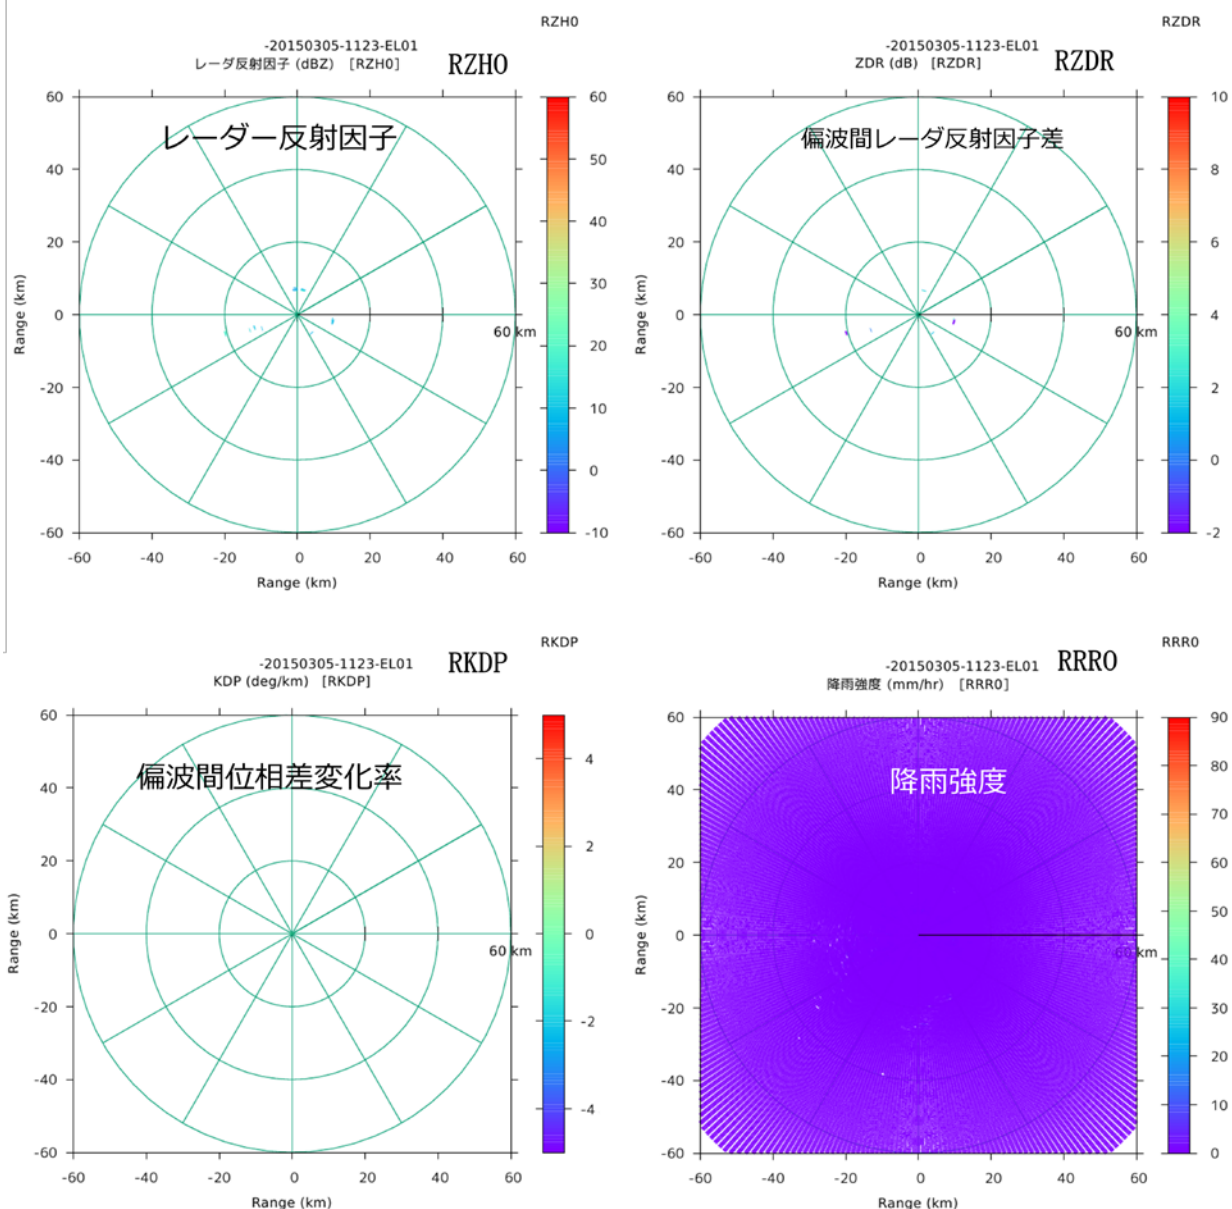 RZH0
-20150305-1123-EL01
レーダ反射因子 (dBZ) [RZH0]
RZH0
60
40
20
0
-20
-40
-60
Range (km)
レーダー反射因子
60 km
-60 -40 -20 0 20 40 60
Range (km)
60
50
40
30
20
10
0
-10
RZDR
-20150305-1123-EL01
ZDR (dB) [RZDR]
RZDR
60
40
20
0
-20
-40
-60
Range (km)
偏波間レーダ反射因子差
60 km
-60 -40 -20 0 20 40 60
Range (km)
10
8
6
4
2
0
-2
RKDP
-20150305-1123-EL01
KDP (deg/km) [RKDP]
RKDP
60
40
20
0
-20
-40
-60
Range (km)
偏波間位相差変化率
60 km
-60 -40 -20 0 20 40 60
Range (km)
4
2
0
-2
-4
RRR0
-20150305-1123-EL01
降雨強度 (mm/hr) [RRR0]
RRR0
60
40
20
0
-20
-40
-60
Range (km)
降雨強度
60 km
-60 -40 -20 0 20 40 60
Range (km)
90
80
70
60
50
40
30
20
10
0